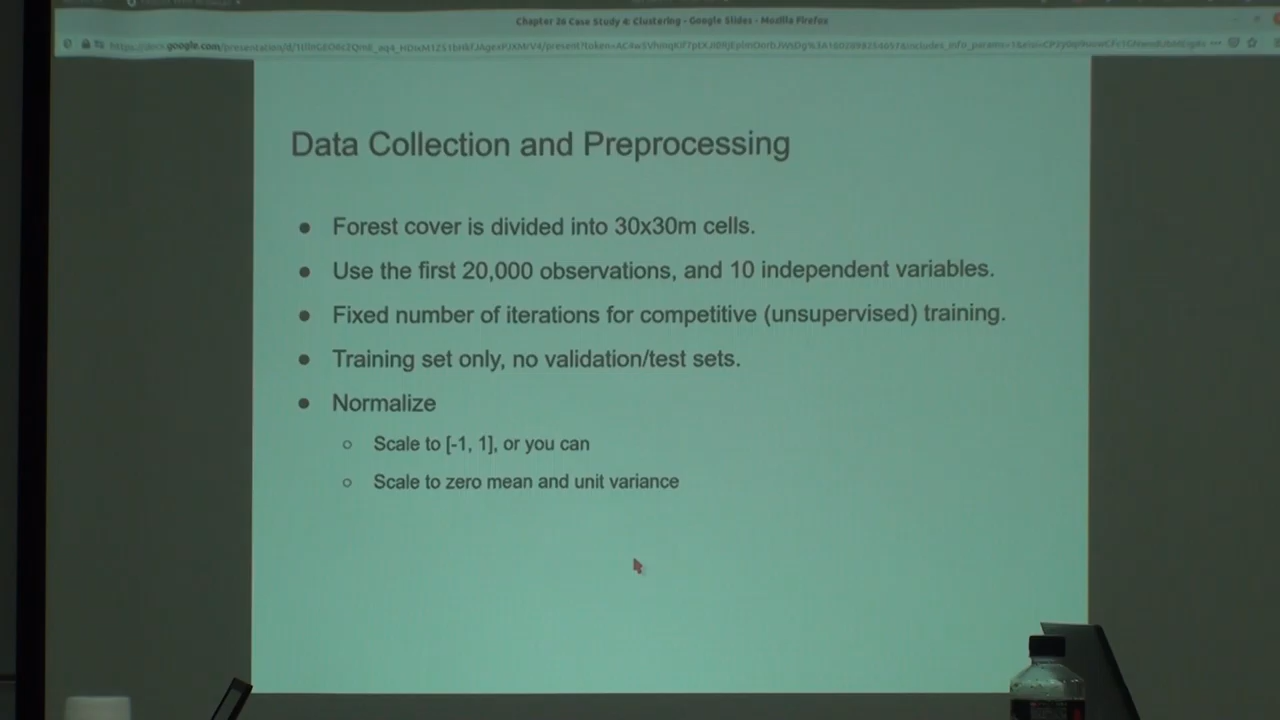 Chapter 26 Case Study 4: Clustering - Google Slides - Mozilla Firefox
Data Collection and Preprocessing
● Forest cover is divided into 30x30m cells.
● Use the first 20,000 observations, and 10 independent variables.
● Fixed number of iterations for competitive (unsupervised) training.
● Training set only, no validation/test sets.
● Normalize
○ Scale to [-1, 1], or you can
○ Scale to zero mean and unit variance